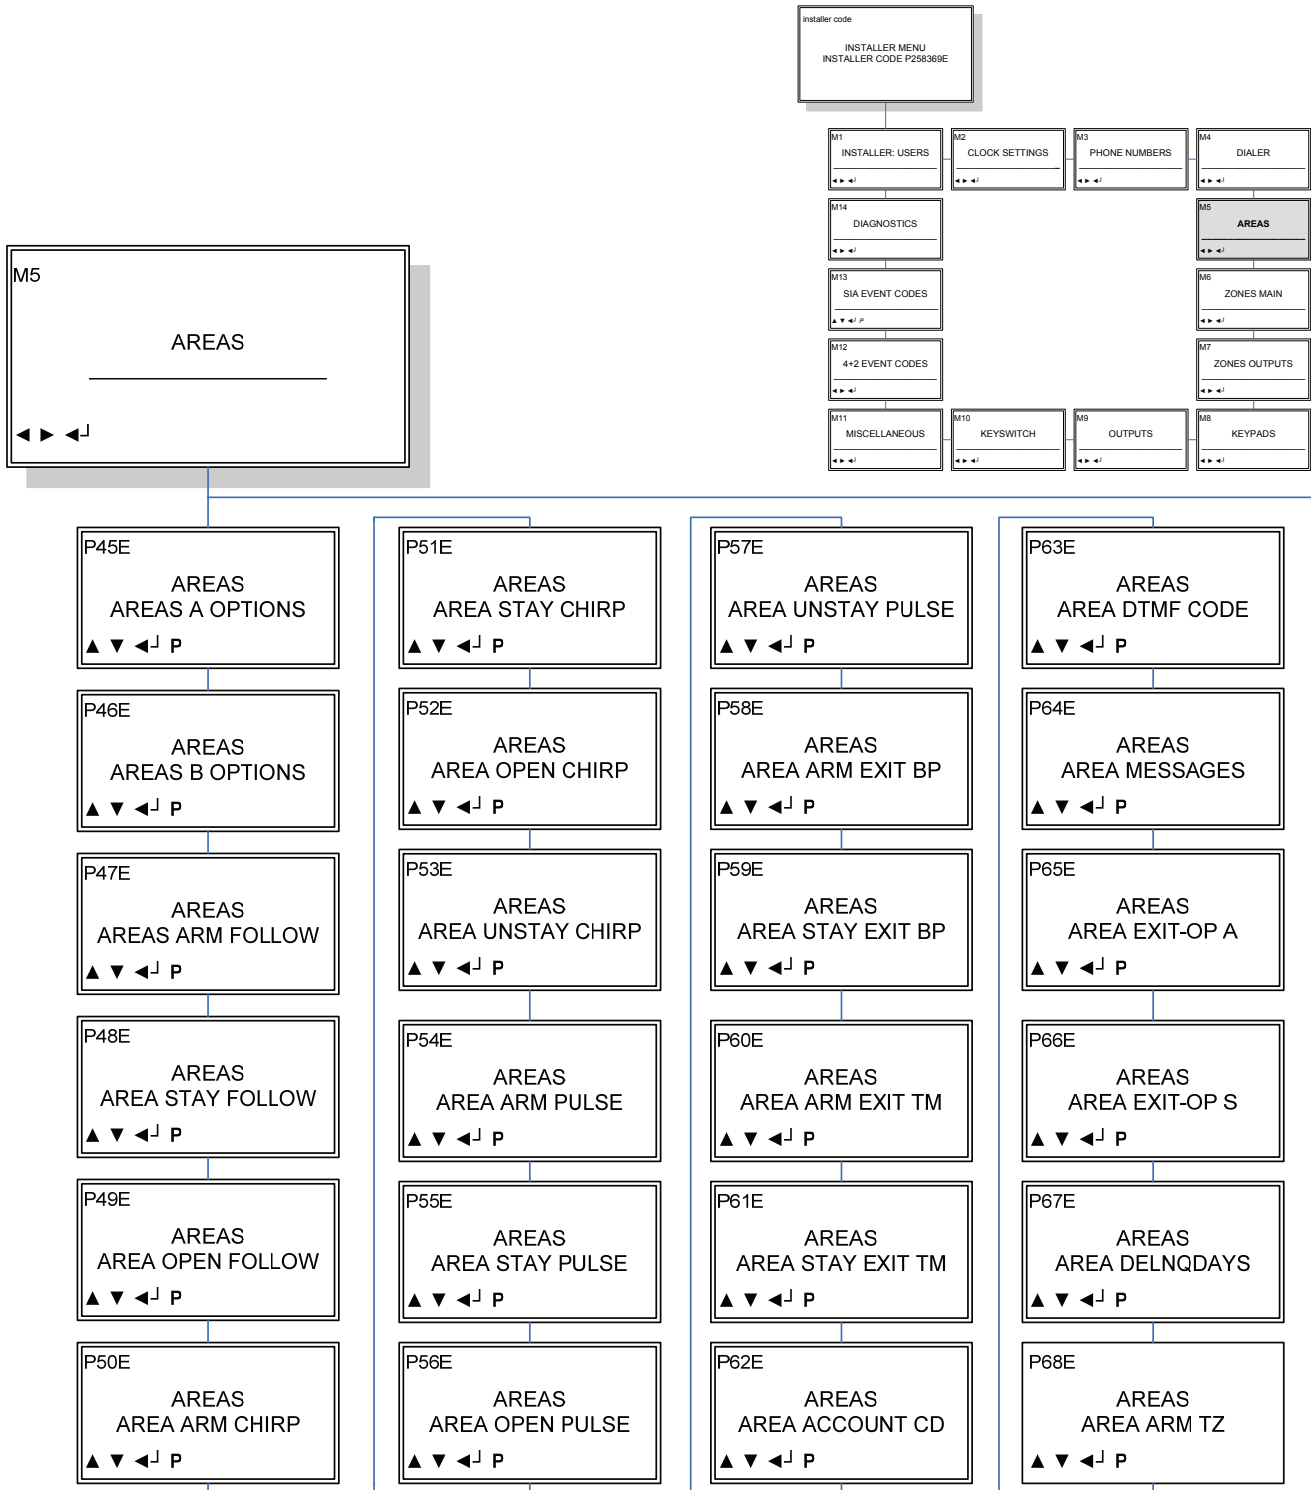 installer code
INSTALLER MENU
INSTALLER CODE P258369E
M1
INSTALLER: USERS
◄ ► ◄┘
M2
CLOCK SETTINGS
◄ ► ◄┘
M3
PHONE NUMBERS
◄ ► ◄┘
M4
DIALER
◄ ► ◄┘
M14
DIAGNOSTICS
◄ ► ◄┘
M5
AREAS
◄ ► ◄┘
M13
SIA EVENT CODES
▲ ▼ ◄┘ P
M6
ZONES MAIN
◄ ► ◄┘
M12
4+2 EVENT CODES
◄ ► ◄┘
M7
ZONES OUTPUTS
◄ ► ◄┘
M11
MISCELLANEOUS
◄ ► ◄┘
M10
KEYSWITCH
◄ ► ◄┘
M9
OUTPUTS
◄ ► ◄┘
M8
KEYPADS
◄ ► ◄┘
M5
AREAS
◄ ► ◄┘
P45E
AREAS
AREAS A OPTIONS
▲ ▼ ◄┘ P
P46E
AREAS
AREAS B OPTIONS
▲ ▼ ◄┘ P
P47E
AREAS
AREAS ARM FOLLOW
▲ ▼ ◄┘ P
P48E
AREAS
AREA STAY FOLLOW
▲ ▼ ◄┘ P
P49E
AREAS
AREA OPEN FOLLOW
▲ ▼ ◄┘ P
P50E
AREAS
AREA ARM CHIRP
▲ ▼ ◄┘ P
P51E
AREAS
AREA STAY CHIRP
▲ ▼ ◄┘ P
P52E
AREAS
AREA OPEN CHIRP
▲ ▼ ◄┘ P
P53E
AREAS
AREA UNSTAY CHIRP
▲ ▼ ◄┘ P
P54E
AREAS
AREA ARM PULSE
▲ ▼ ◄┘ P
P55E
AREAS
AREA STAY PULSE
▲ ▼ ◄┘ P
P56E
AREAS
AREA OPEN PULSE
▲ ▼ ◄┘ P
P57E
AREAS
AREA UNSTAY PULSE
▲ ▼ ◄┘ P
P58E
AREAS
AREA ARM EXIT BP
▲ ▼ ◄┘ P
P59E
AREAS
AREA STAY EXIT BP
▲ ▼ ◄┘ P
P60E
AREAS
AREA ARM EXIT TM
▲ ▼ ◄┘ P
P61E
AREAS
AREA STAY EXIT TM
▲ ▼ ◄┘ P
P62E
AREAS
AREA ACCOUNT CD
▲ ▼ ◄┘ P
P63E
AREAS
AREA DTMF CODE
▲ ▼ ◄┘ P
P64E
AREAS
AREA MESSAGES
▲ ▼ ◄┘ P
P65E
AREAS
AREA EXIT-OP A
▲ ▼ ◄┘ P
P66E
AREAS
AREA EXIT-OP S
▲ ▼ ◄┘ P
P67E
AREAS
AREA DELNQDAYS
▲ ▼ ◄┘ P
P68E
AREAS
AREA ARM TZ
▲ ▼ ◄┘ P